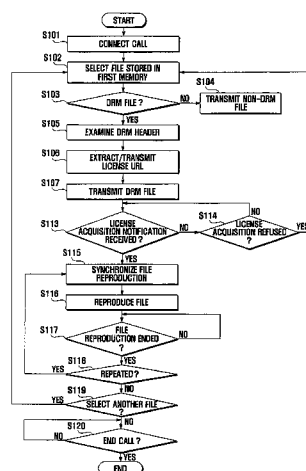 START
S101
CONNECT CALL
S102
SELECT FILE STORED IN
FIRST MEMORY
S103
DRM FILE ?
NO
S104
TRANSMIT NON-DRM
FILE
YES
S105
EXAMINE DRM HEADER
S106
EXTRACT/TRANSMIT
LICENSE URL
S107
TRANSMIT DRM FILE
S113
LICENSE
ACQUISITION NOTIFICATION
RECEIVED ?
NO
S114
NO
LICENSE
ACQUISITION REFUSED
?
YES
YES
S115
SYNCHRONIZE FILE
REPRODUCTION
S116
REPRODUCE FILE
S117
FILE
REPRODUCTION ENDED
?
NO
YES
S118
REPEATED ?
YES
NO
S119
SELECT ANOTHER FILE
?
YES
NO
S120
END CALL ?
NO
YES
END